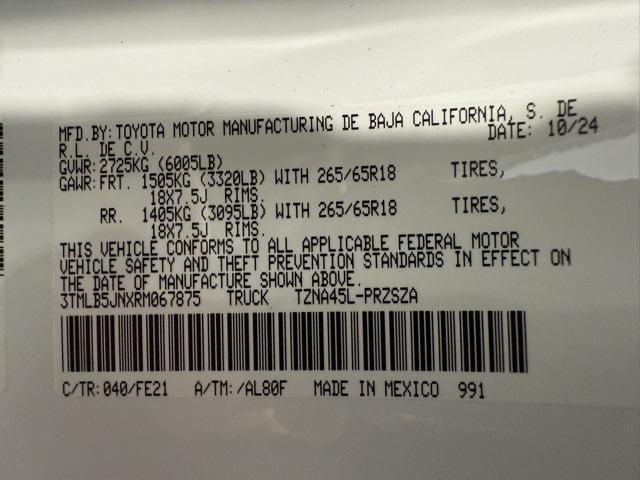 MFD.BY:TOYOTA MOTOR MANUFACTURING DE BAJA CALIFORNIA, S. DE
R.L. DE C.V. DATE: 10/24
GVWR:2725KG (6005LB)
GAWR:FRT. 1505KG (3320LB) WITH 265/65R18 TIRES,
18X7.5J RIMS.
RR. 1405KG (3095LB) WITH 265/65R18 TIRES,
18X7.5J RIMS.
THIS VEHICLE CONFORMS TO ALL APPLICABLE FEDERAL MOTOR
VEHICLE SAFETY AND THEFT PREVENTION STANDARDS IN EFFECT ON
THE DATE OF MANUFACTURE SHOWN ABOVE.
3TMLB5JNXRM067875 TRUCK TZNA45L-PRZSZA
C/TR:040/FE21 A/TM:/AL80F MADE IN MEXICO 991